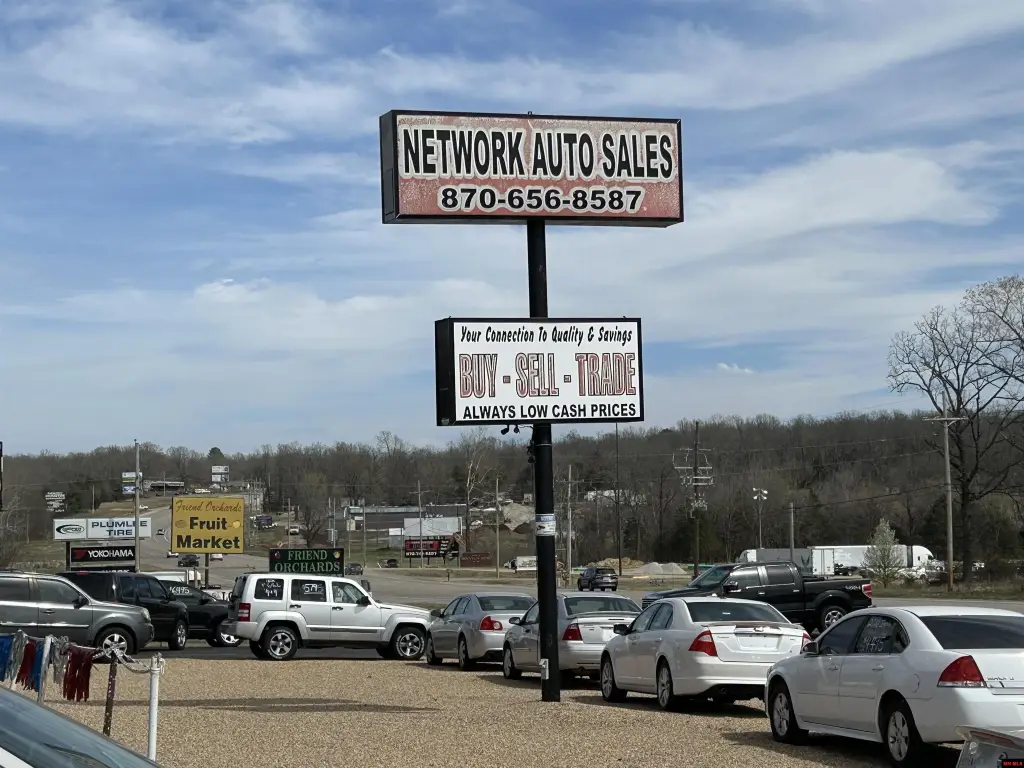 NETWORK AUTO SALES
870-656-8587
Your Connection To Quality & Savings
BUY - SELL - TRADE
ALWAYS LOW CASH PRICES
Friend Orchards
Fruit
Market
PLUMLEE
TIRE
YOKOHAMA
FRIEND
ORCHARDS